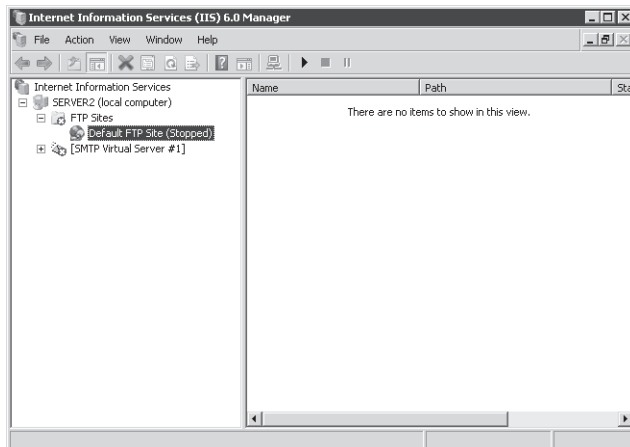 Internet Information Services (IIS) 6.0 Manager
File Action View Window Help
Internet Information Services
SERVER2 (local computer)
FTP Sites
Default FTP Site (Stopped)
[SMTP Virtual Server #1]
Name Path Sta
There are no items to show in this view.